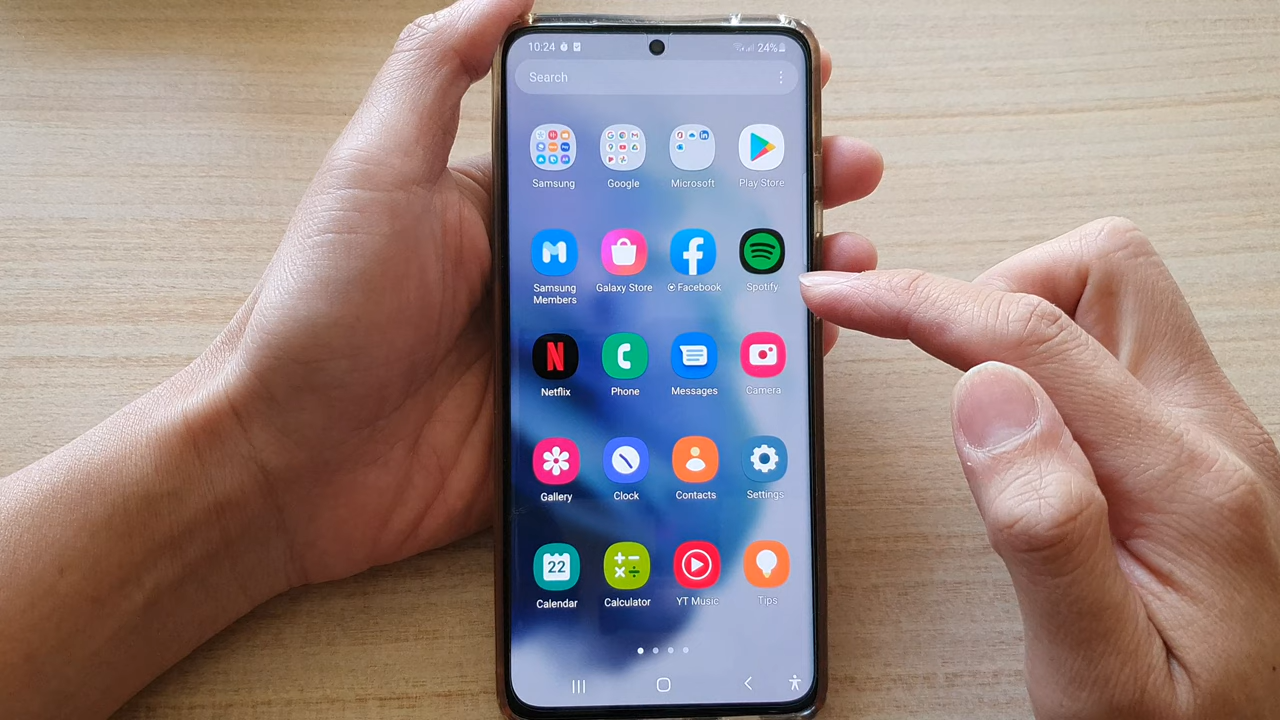 10:24
24%
Search
Samsung
Google
Microsoft
Play Store
Samsung
Members
Galaxy Store
Facebook
Spotify
Netflix
Phone
Messages
Camera
Gallery
Clock
Contacts
Settings
22
Calendar
Calculator
YT Music
Tips